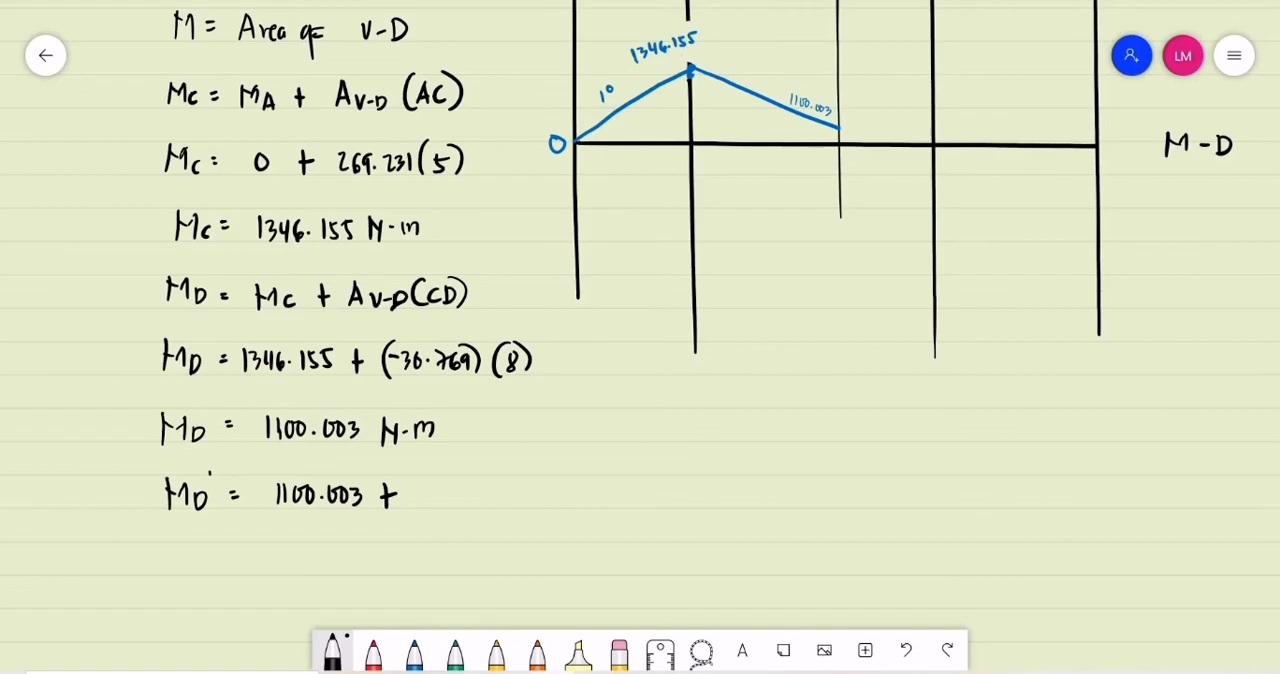 M = Area of V-D
1346.155
LM
MC = MA + AV-D (AC)
1°
1100.003
0
M-D
MC = 0 + 269.231(5)
MC = 1346.155 N-m
MD = MC + AV-D(CD)
MD = 1346.155 + (-30.769)(8)
MD = 1100.003 N-m
MD' = 1100.003 +
A